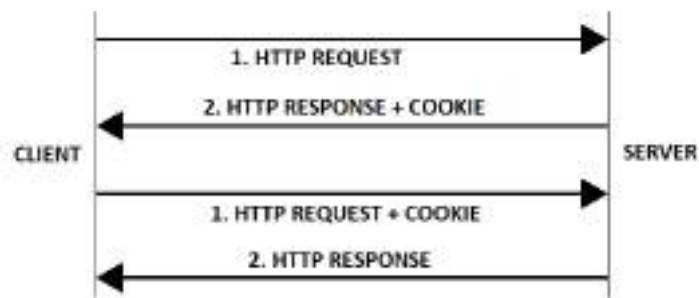 1. HTTP REQUEST
2. HTTP RESPONSE + COOKIE
CLIENT
SERVER
1. HTTP REQUEST + COOKIE
2. HTTP RESPONSE